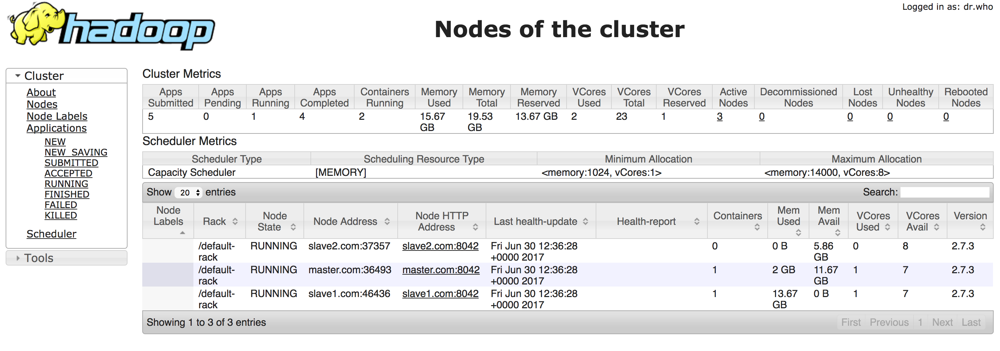 Logged in as: dr.who
hadoop
Nodes of the cluster
Cluster
About
Nodes
Node Labels
Applications
NEW
NEW_SAVING
SUBMITTED
ACCEPTED
RUNNING
FINISHED
FAILED
KILLED
Scheduler
Tools
Cluster Metrics
Apps Submitted Apps Pending Apps Running Apps Completed Containers Running Memory Used Memory Total Memory Reserved VCores Used VCores Total VCores Reserved Active Nodes Decommissioned Nodes Lost Nodes Unhealthy Nodes Rebooted Nodes
5 0 1 4 2 15.67 GB 19.53 GB 13.67 GB 2 23 1 3 0 0 0 0
Scheduler Metrics
Scheduler Type Scheduling Resource Type Minimum Allocation Maximum Allocation
Capacity Scheduler [MEMORY] <memory:1024, vCores:1> <memory:14000, vCores:8>
Show 20 entries Search:
Node Labels Rack Node State Node Address Node HTTP Address Last health-update Health-report Containers Mem Used Mem Avail VCores Used VCores Avail Version
/default-rack RUNNING slave2.com:37357 slave2.com:8042 Fri Jun 30 12:36:28 +0000 2017 0 0 B 5.86 GB 0 8 2.7.3
/default-rack RUNNING master.com:36493 master.com:8042 Fri Jun 30 12:36:28 +0000 2017 1 2 GB 11.67 GB 1 7 2.7.3
/default-rack RUNNING slave1.com:46436 slave1.com:8042 Fri Jun 30 12:36:28 +0000 2017 1 13.67 GB 0 B 1 7 2.7.3
Showing 1 to 3 of 3 entries First Previous 1 Next Last